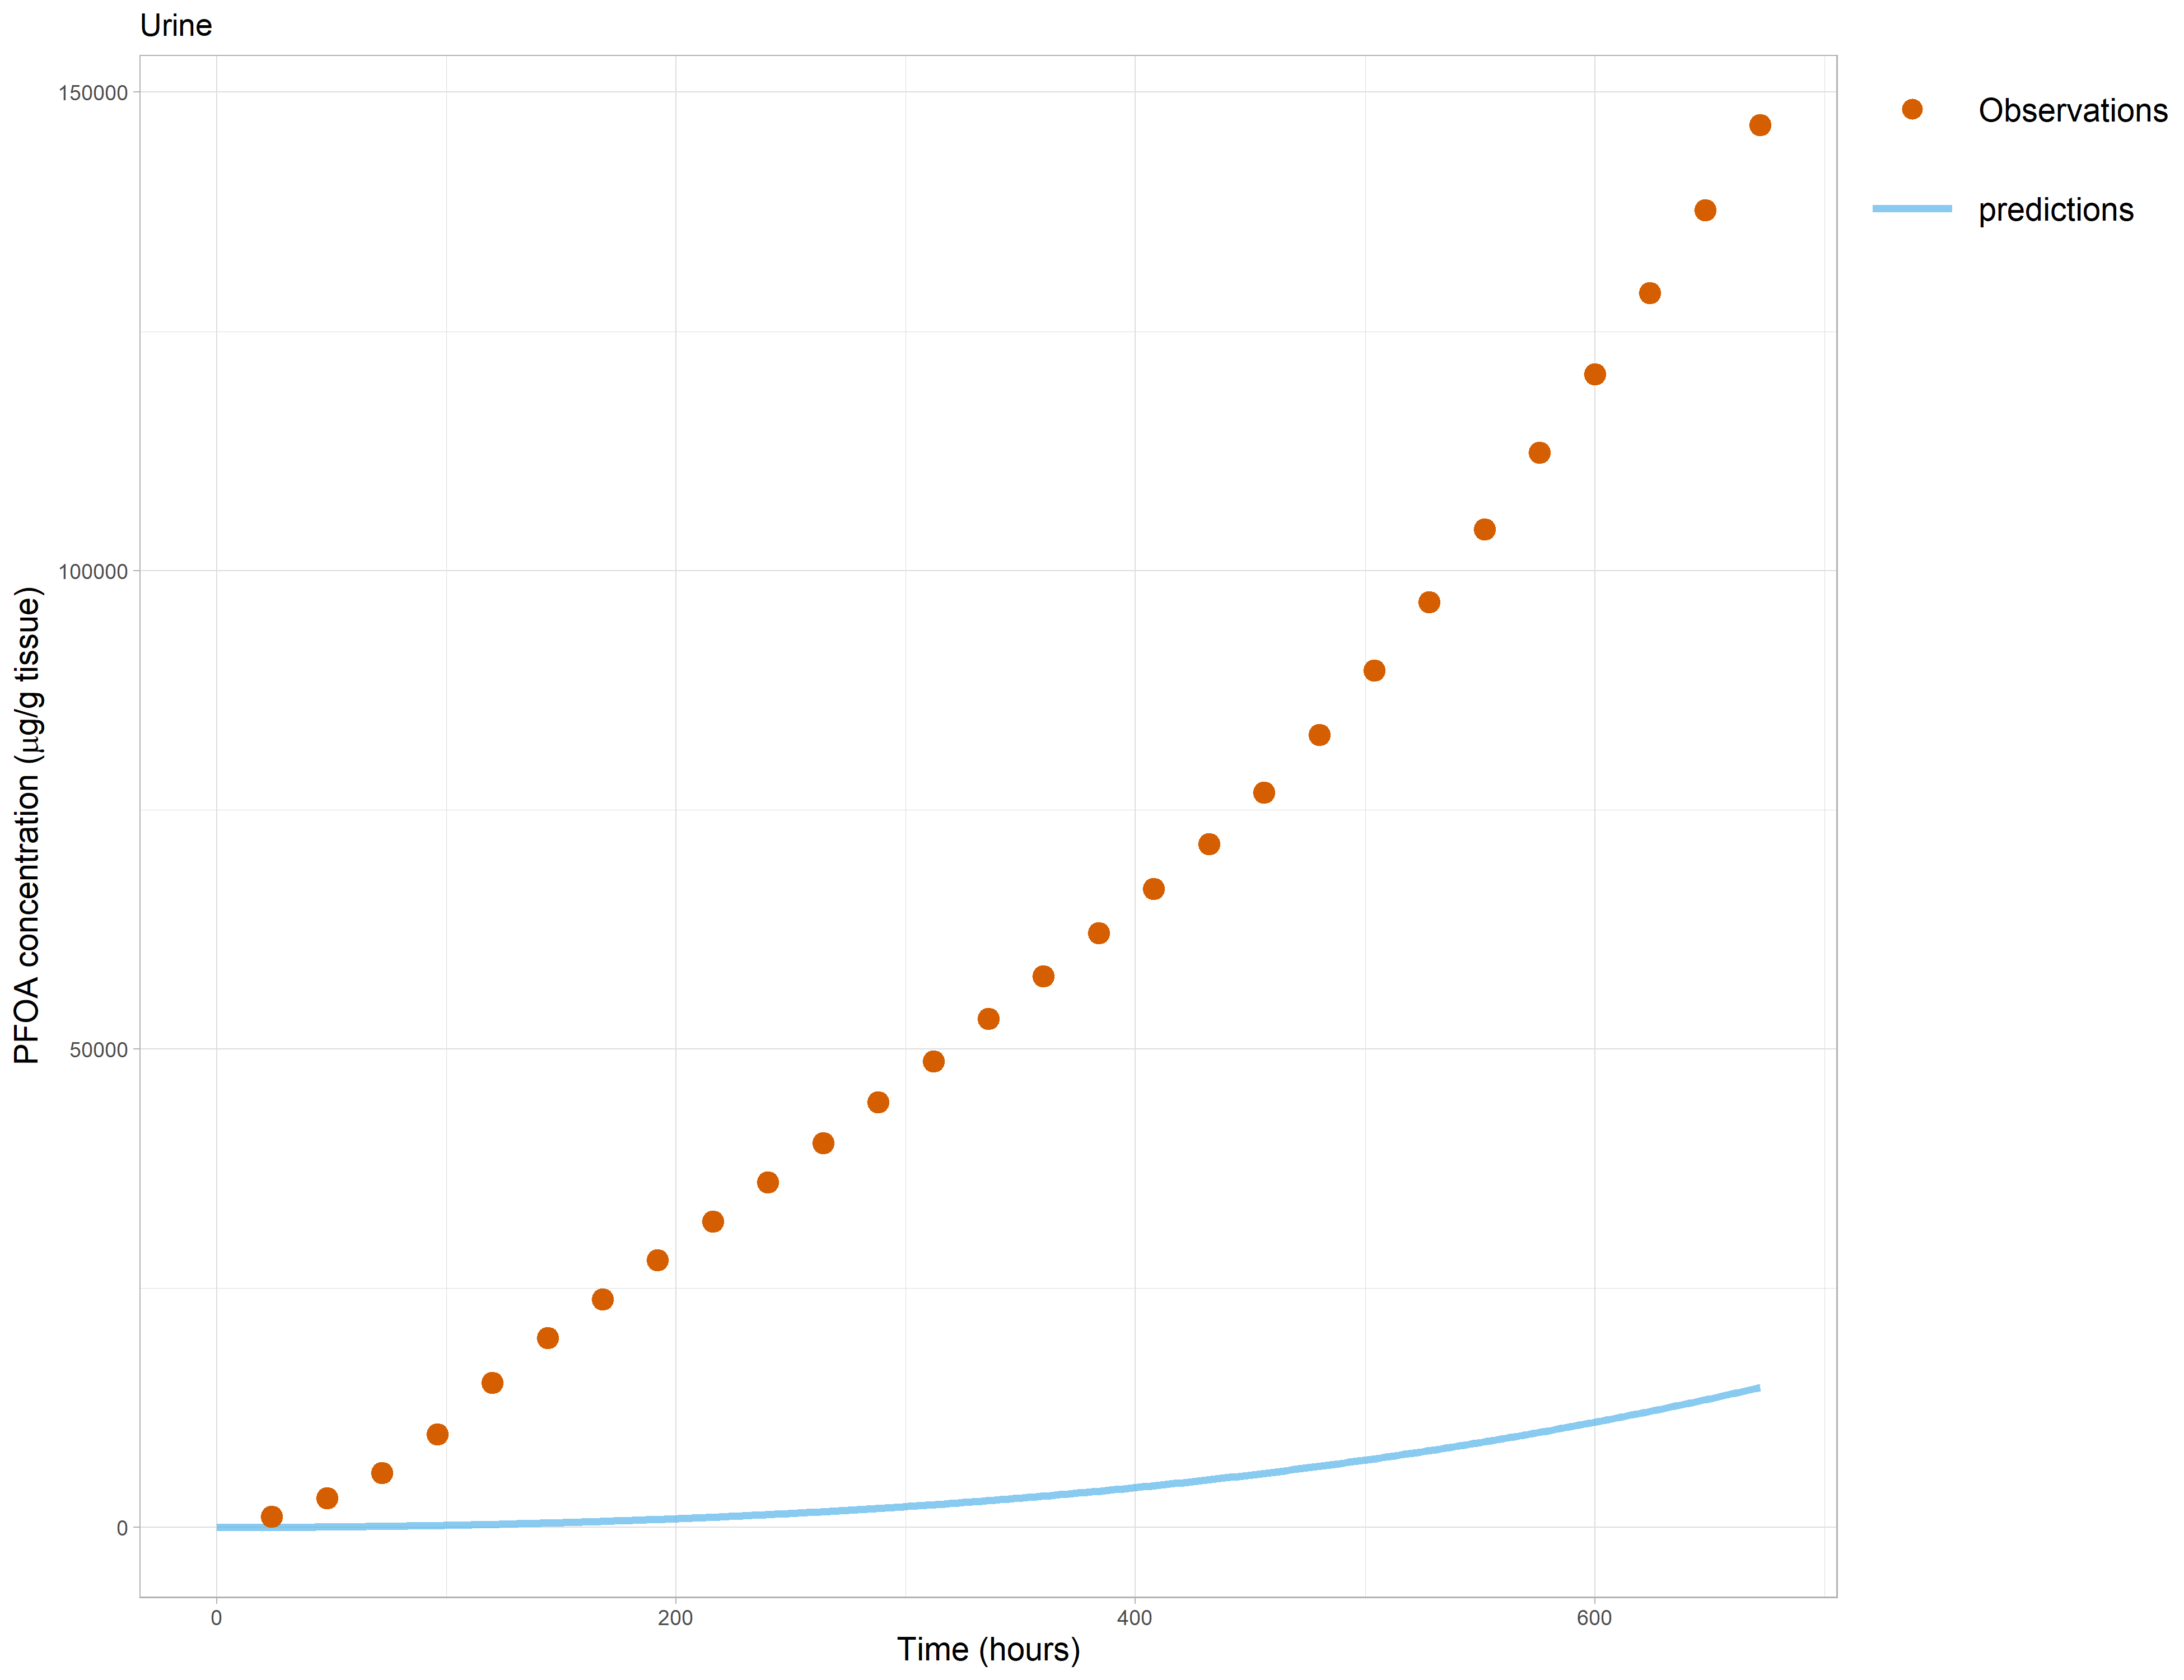 Urine
150000
100000
50000
0
PFOA concentration (μg/g tissue)
0 200 400 600
Time (hours)
Observations
predictions